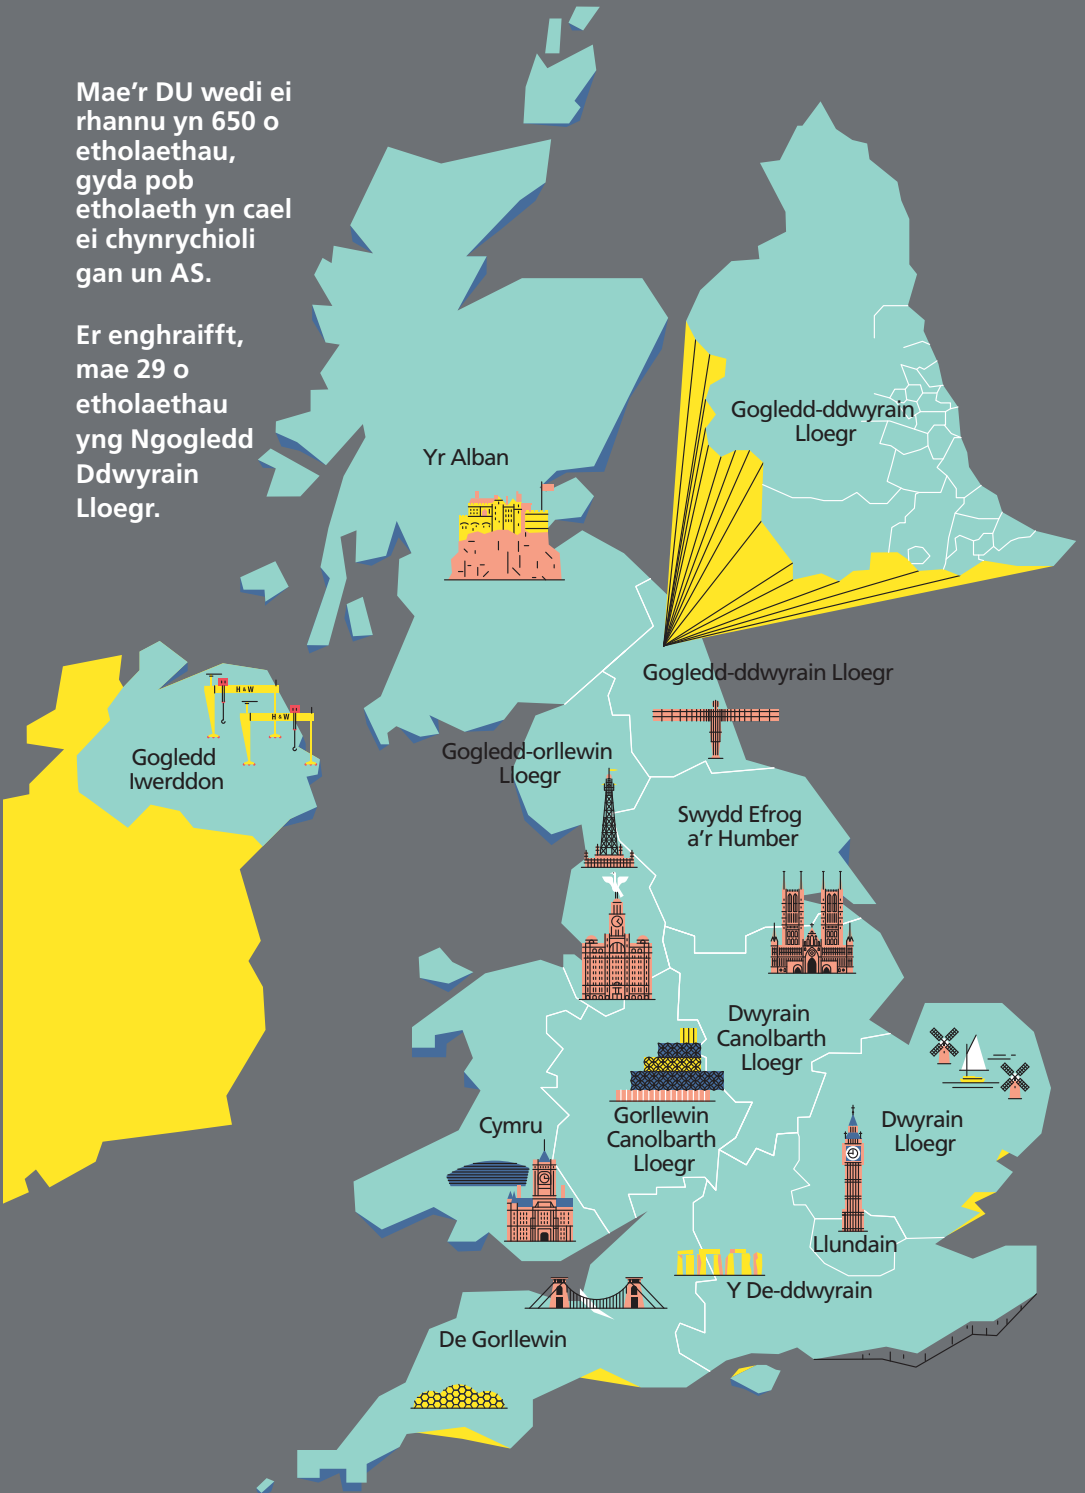 Mae'r DU wedi ei
rhannu yn 650 o
etholaethau,
gyda pob
etholaeth yn cael
ei chynrychioli
gan un AS.
Er enghraifft,
mae 29 o
etholaethau
yng Ngogledd
Ddwyrain
Lloegr.
Gogledd-ddwyrain
Lloegr
Yr Alban
Gogledd-ddwyrain Lloegr
H & W
H & W
Gogledd
Iwerddon
Gogledd-orllewin
Lloegr
Swydd Efrog
a'r Humber
Dwyrain
Canolbarth
Lloegr
Gorllewin
Canolbarth
Lloegr
Cymru
Dwyrain
Lloegr
Llundain
Y De-ddwyrain
De Gorllewin